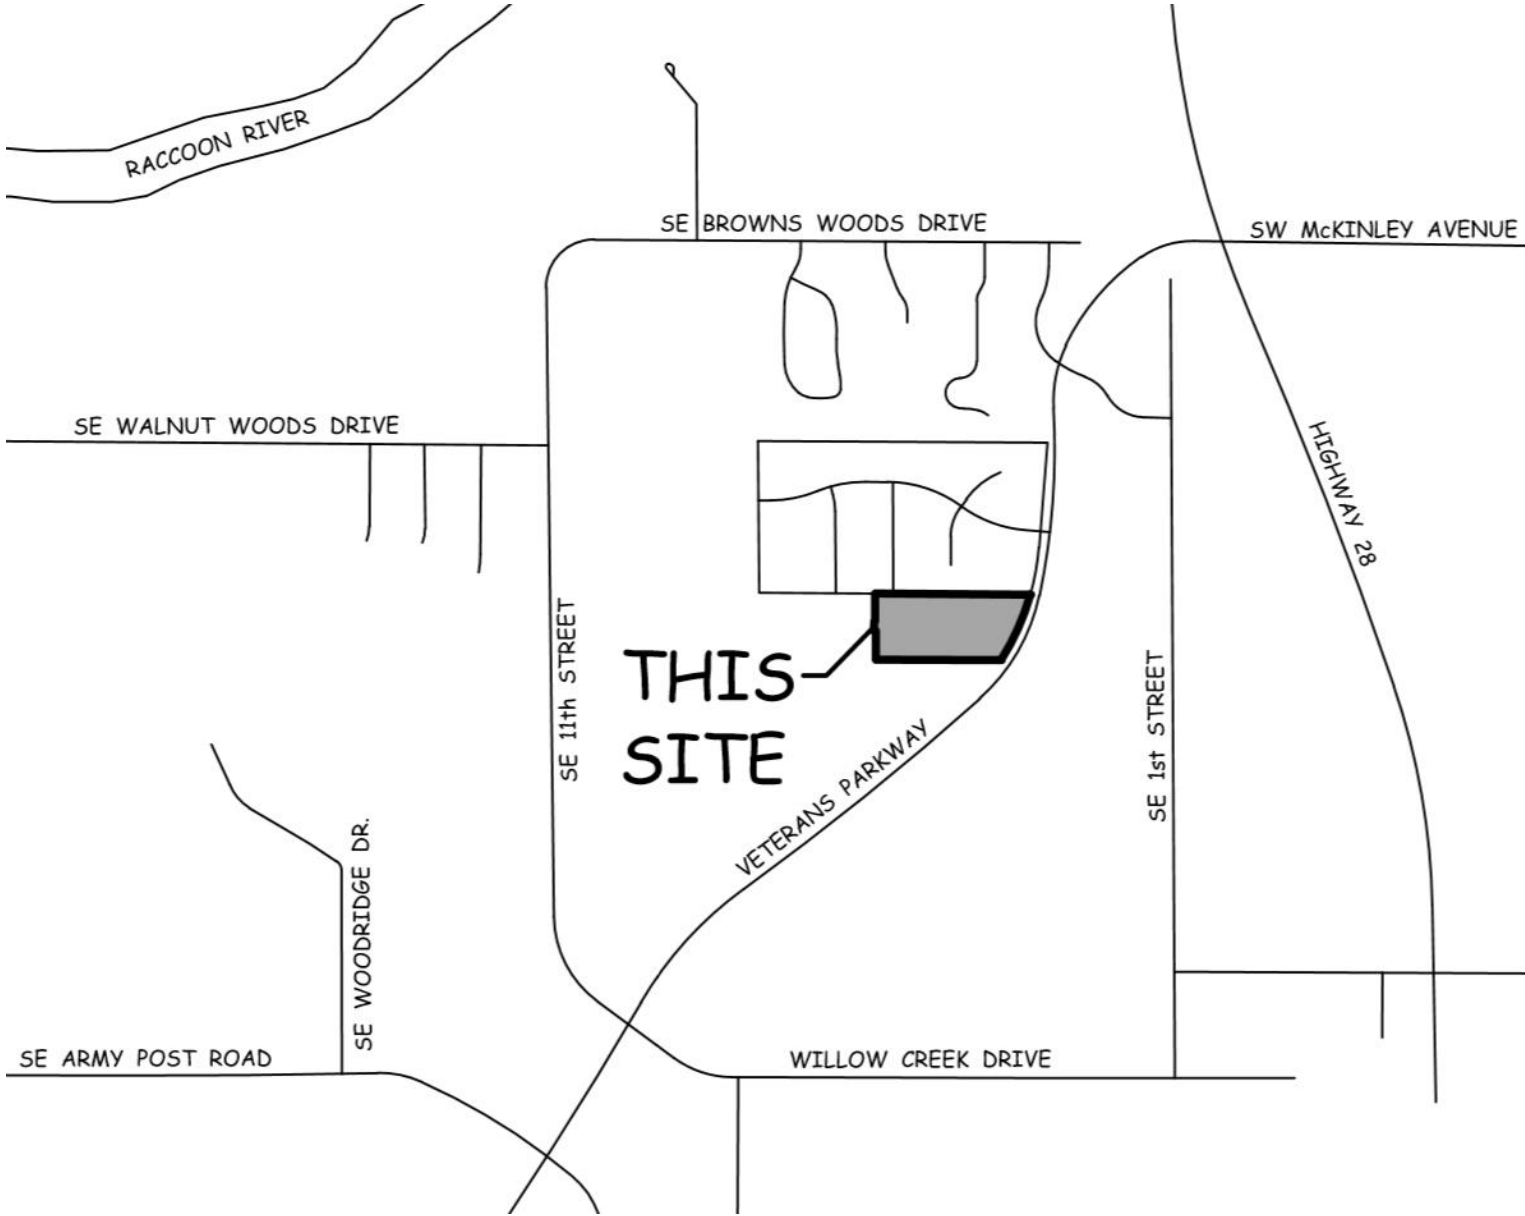 RACCOON RIVER
SE BROWNS WOODS DRIVE
SW McKINLEY AVENUE
SE WALNUT WOODS DRIVE
HIGHWAY 28
SE 11th STREET
THIS
SITE
SE 1st STREET
VETERANS PARKWAY
SE WOODRIDGE DR.
SE ARMY POST ROAD
WILLOW CREEK DRIVE